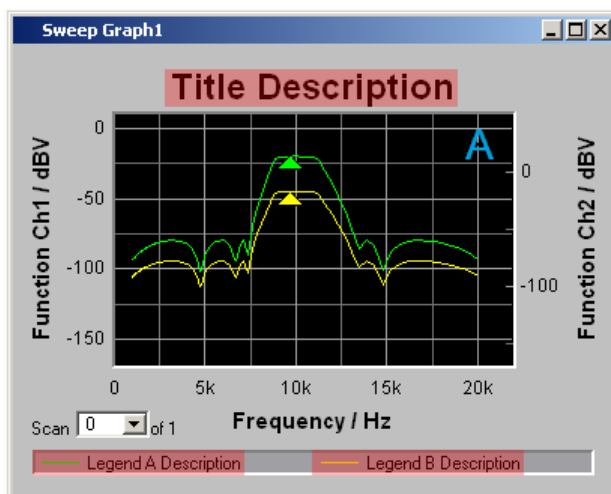 Sweep Graph1
Title Description
A
Function Ch1 / dBV
0
-50
-100
-150
0
-100
Function Ch2 / dBV
0 5k 10k 15k 20k
Frequency / Hz
Scan 0 of 1
Legend A Description Legend B Description